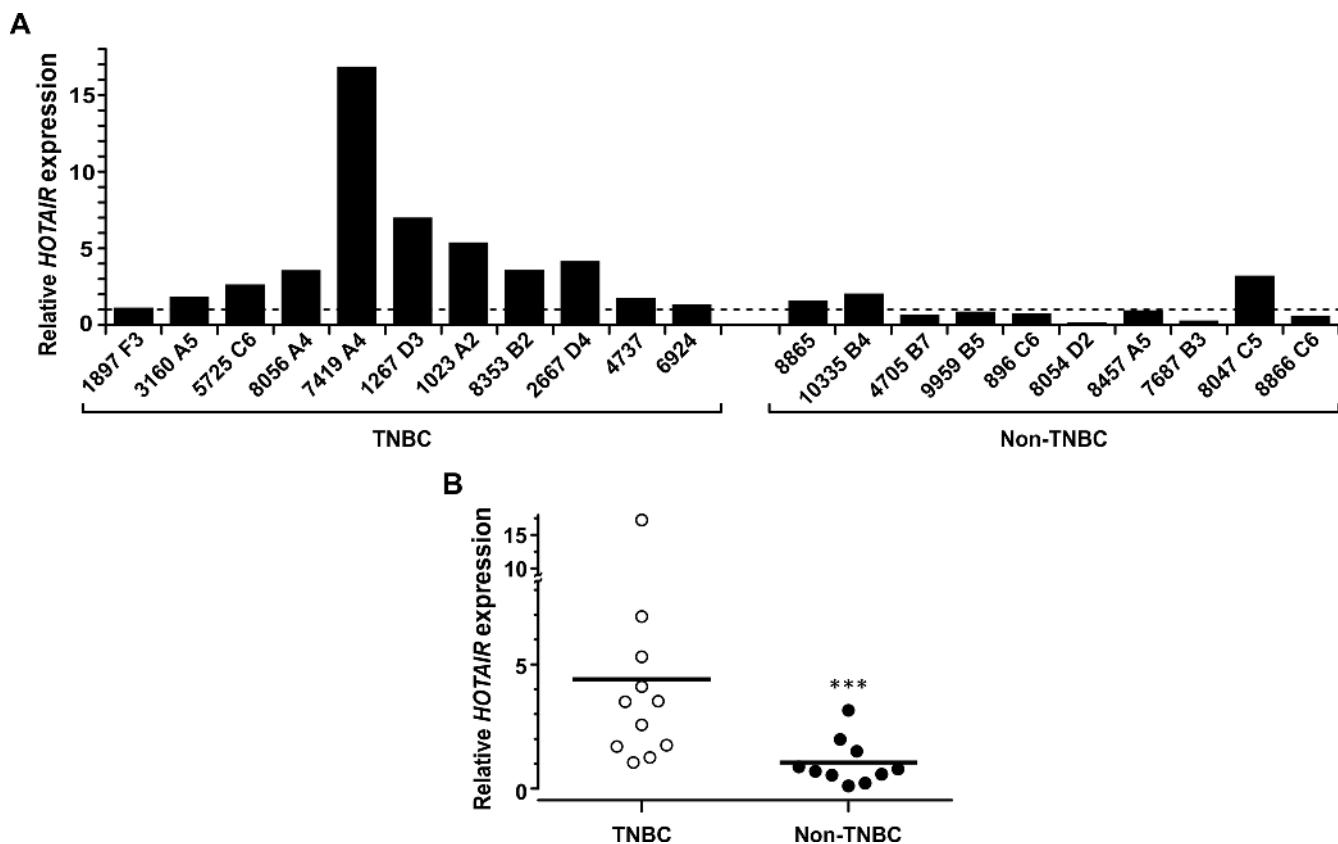 A
Relative HOTAIR expression
15
10
5
0
1897 F3
3160 A5
5725 C6
8056 A4
7419 A4
1267 D3
1023 A2
8353 B2
2667 D4
4737
6924
8865
10335 B4
4705 B7
9959 B5
896 C6
8054 D2
8457 A5
7687 B3
8047 C5
8866 C6
TNBC
Non-TNBC
B
Relative HOTAIR expression
15
10
5
0
***
TNBC
Non-TNBC